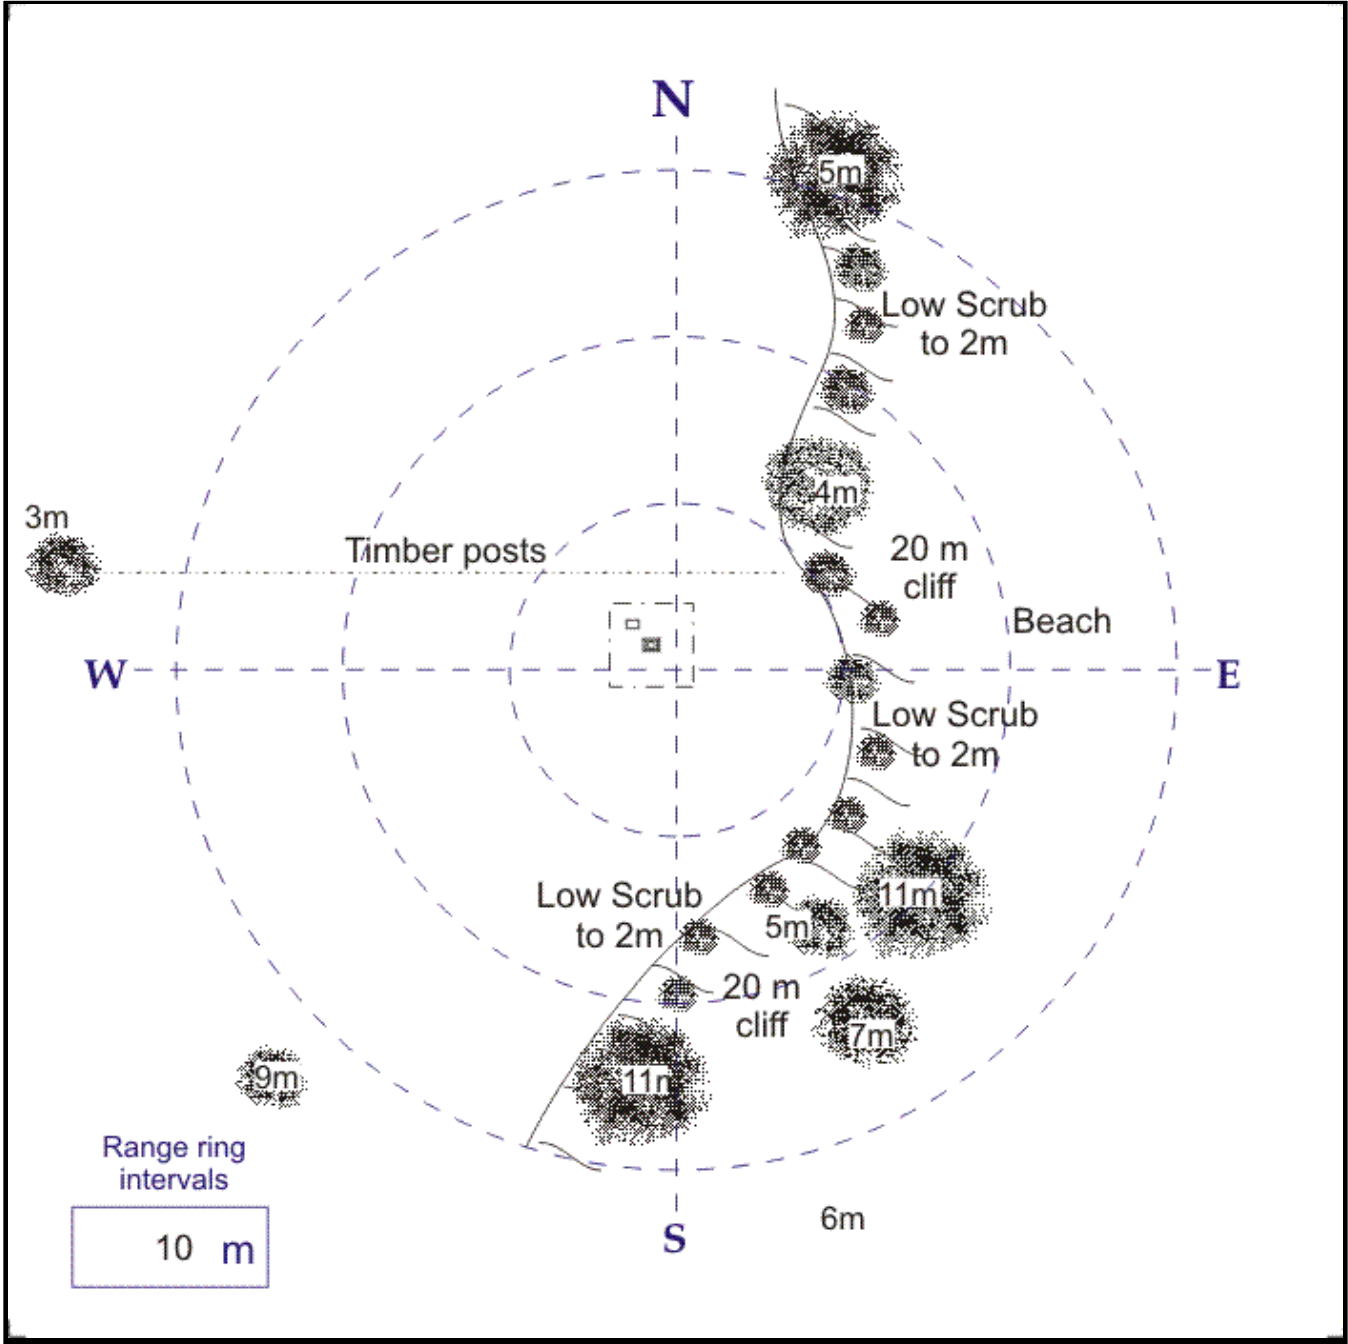 N
5m
Low Scrub
to 2m
4m
3m
Timber posts
20 m
cliff
Beach
W
E
Low Scrub
to 2m
11m
Low Scrub
to 2m
5m
20 m
cliff
7m
9m
11m
Range ring
intervals
10 m
6m
S